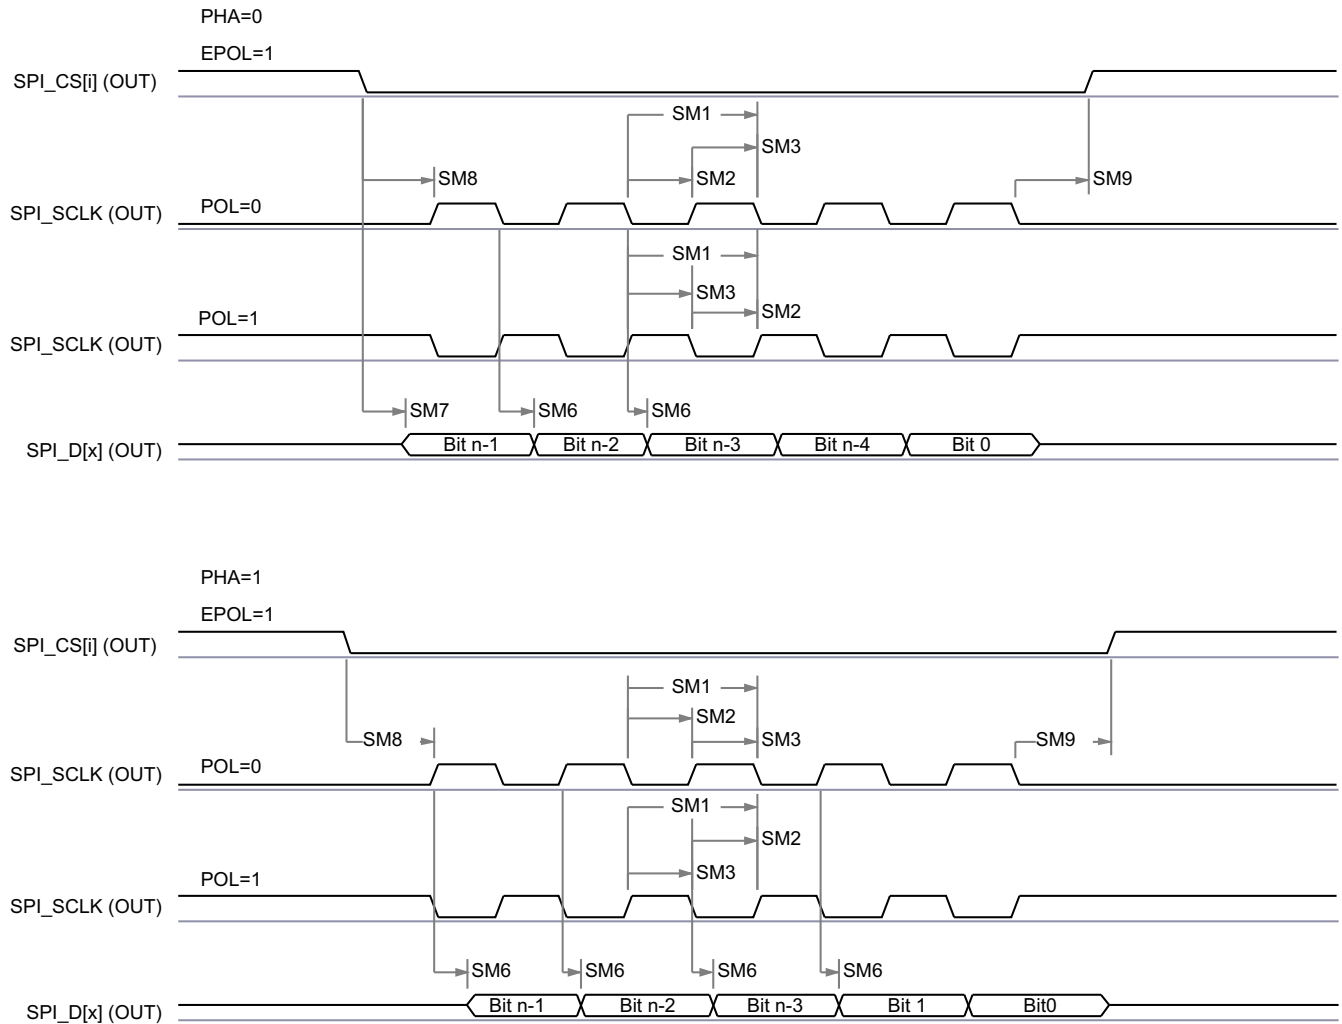 PHA=0
EPOL=1
SPI_CS[i] (OUT)
SM1
SM3
SM8
SM2
SM9
SPI_SCLK (OUT)
POL=0
SM1
SM3
SM2
POL=1
SPI_SCLK (OUT)
SM7
SM6
SM6
SPI_D[x] (OUT)
Bit n-1
Bit n-2
Bit n-3
Bit n-4
Bit 0
PHA=1
EPOL=1
SPI_CS[i] (OUT)
SM1
SM2
SM8
SM3
SM9
SPI_SCLK (OUT)
POL=0
SM1
SM2
SM3
POL=1
SPI_SCLK (OUT)
SM6
SM6
SM6
SM6
SPI_D[x] (OUT)
Bit n-1
Bit n-2
Bit n-3
Bit 1
Bit0